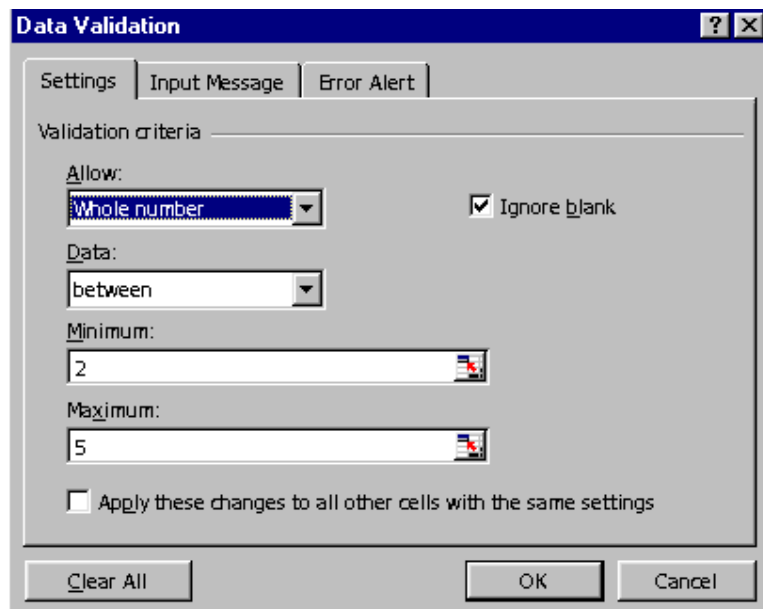 Data Validation
Settings Input Message Error Alert
Validation criteria
Allow:
Whole number Ignore blank
Data:
between
Minimum:
2
Maximum:
5
Apply these changes to all other cells with the same settings
Clear All OK Cancel